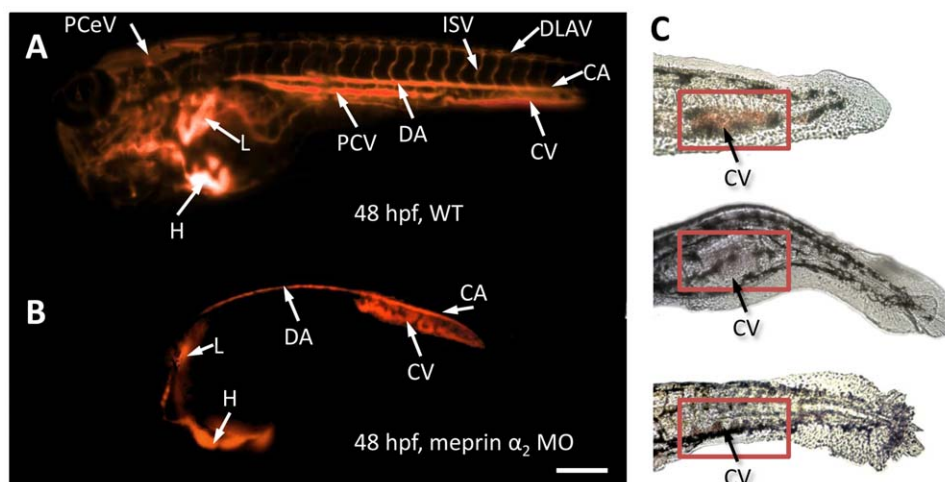 A
PCeV
ISV
DLAV
CA
L
PCV
DA
CV
H
48 hpf, WT
B
CA
DA
L
CV
H
48 hpf, meprin α₂ MO
C
CV
CV
CV